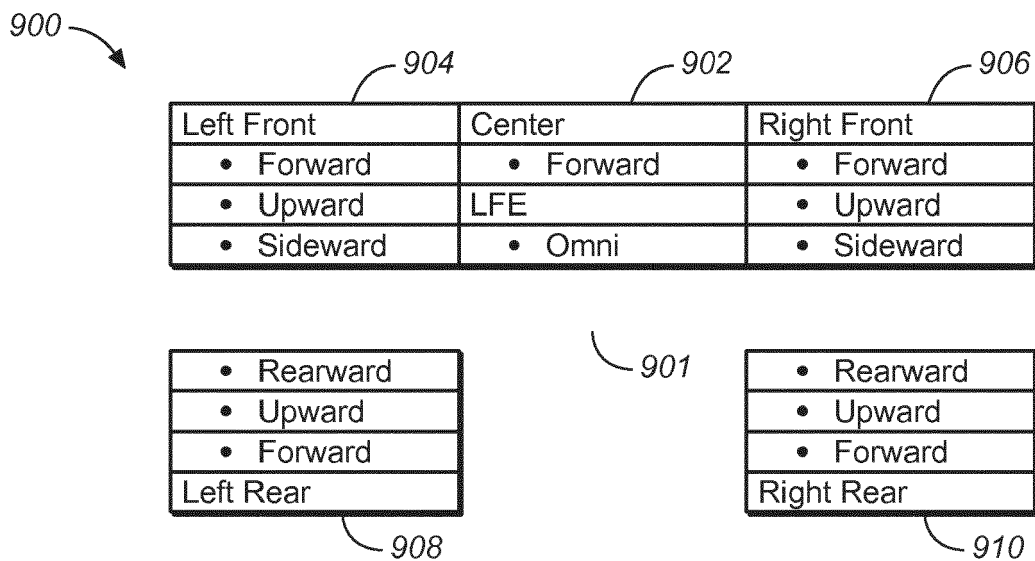 900
904 902 906
Left Front Center Right Front
• Forward • Forward • Forward
• Upward LFE • Upward
• Sideward • Omni • Sideward
901
• Rearward • Rearward
• Upward • Upward
• Forward • Forward
Left Rear Right Rear
908 910